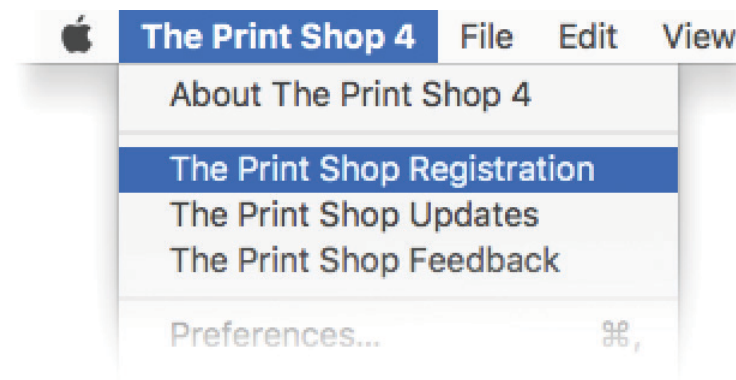 The Print Shop 4 File Edit View
About The Print Shop 4
The Print Shop Registration
The Print Shop Updates
The Print Shop Feedback
Preferences... ⌘,